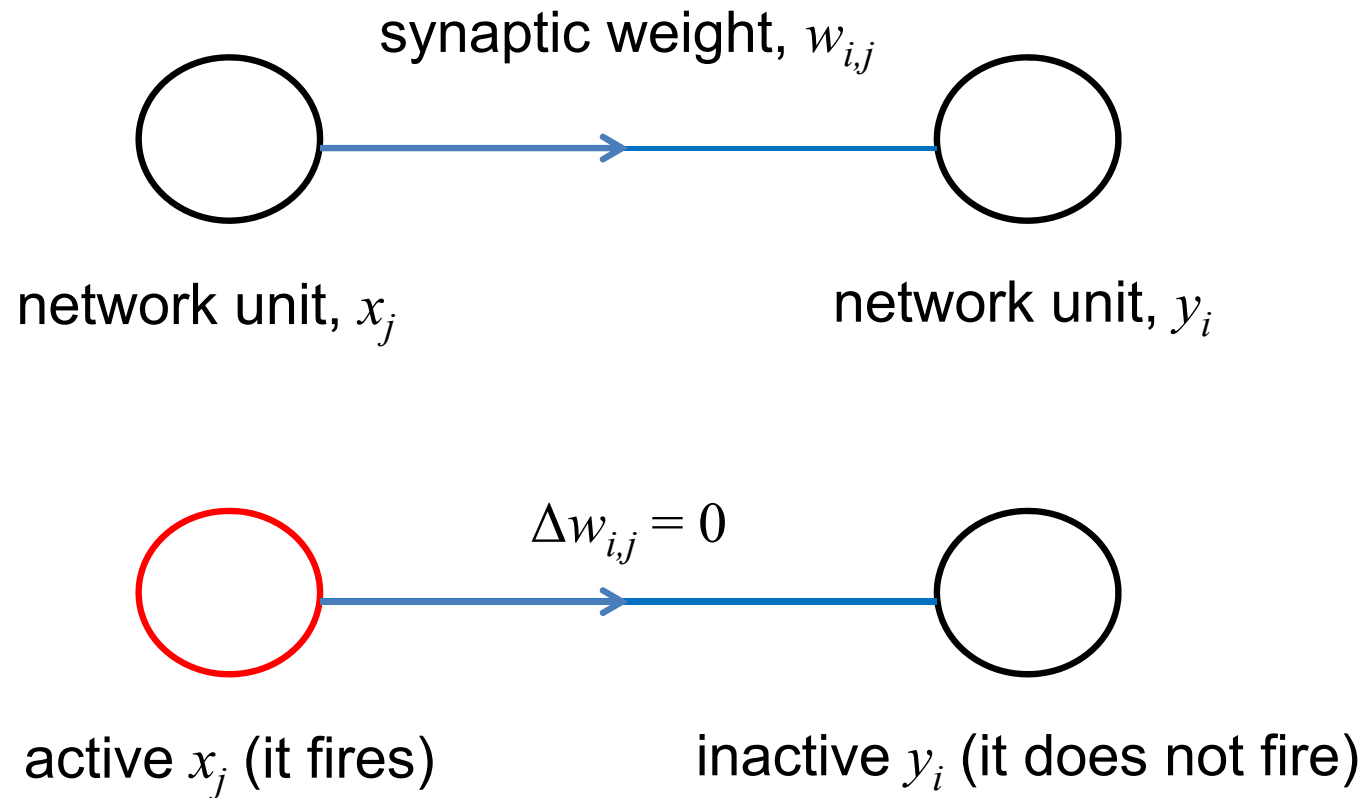 synaptic weight, w_{i,j}
network unit, x_j
network unit, y_i
Δw_{i,j} = 0
active x_j (it fires)
inactive y_i (it does not fire)